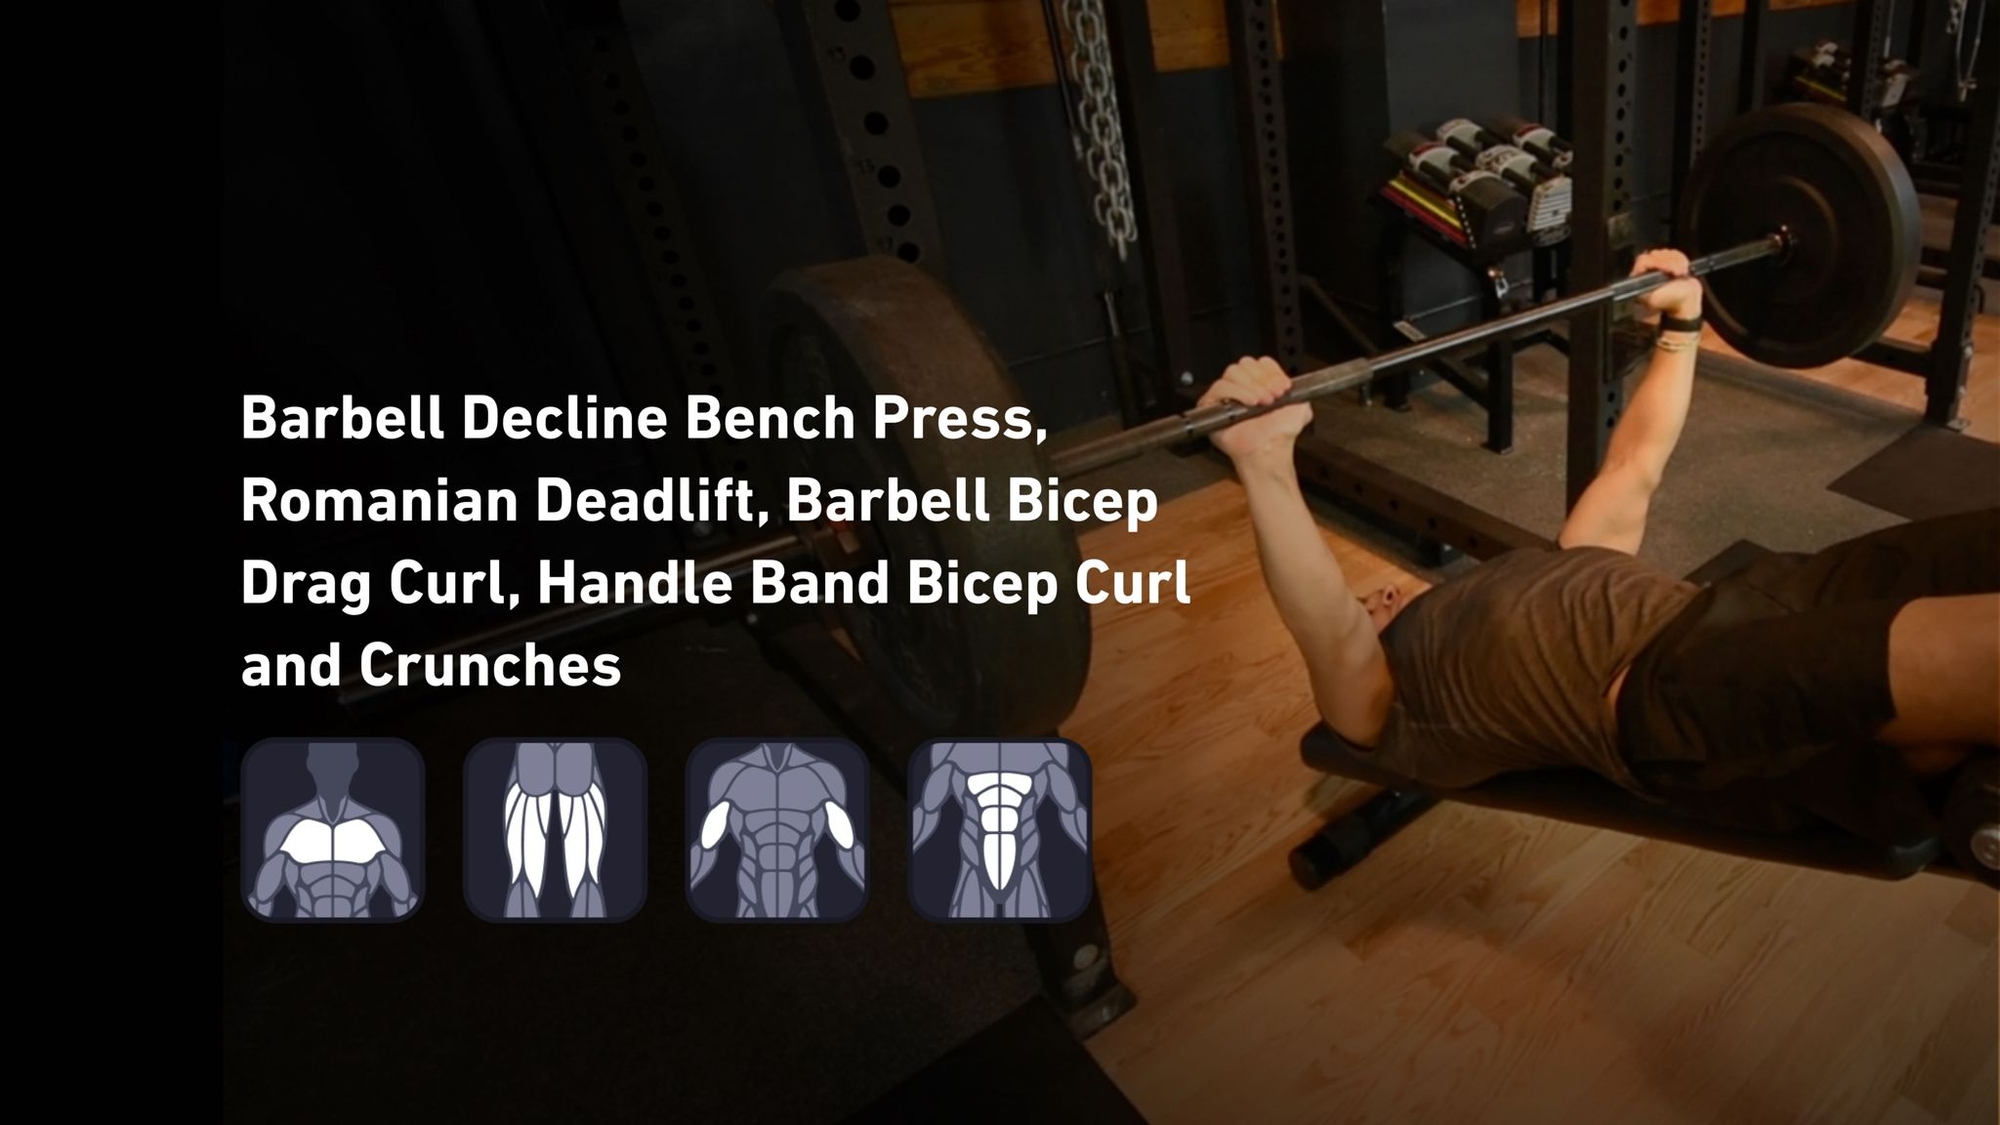 Barbell Decline Bench Press,
Romanian Deadlift, Barbell Bicep
Drag Curl, Handle Band Bicep Curl
and Crunches